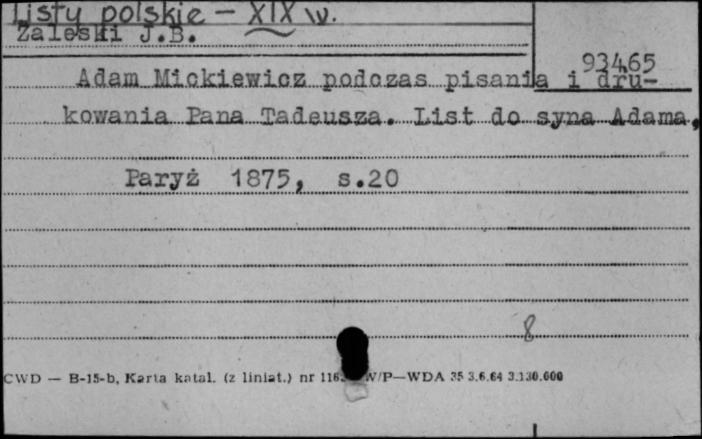 Listy polskie - XIX w.
Zaleski J.B.
93465
Adam Mickiewicz podczas pisania i dru-
kowania Pana Tadeusza. List do syna Adama,
Paryż 1875, s.20
8
CWD — B-15-b, Karta katal. (z liniat.) nr 116 W/P—WDA 35 3.6.64 3.130.000